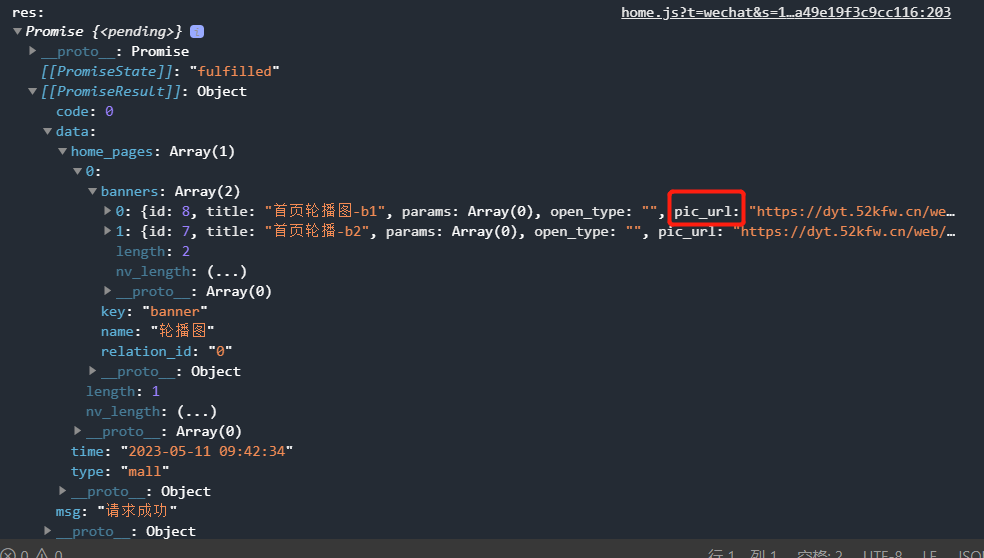 res: home.js?t=wechat&s=1…a49e19f3c9cc116:203
Promise {<pending>} i
__proto__: Promise
[[PromiseState]]: "fulfilled"
[[PromiseResult]]: Object
code: 0
data:
home_pages: Array(1)
0:
banners: Array(2)
0: {id: 8, title: "首页轮播图-b1", params: Array(0), open_type: "", pic_url: "https://dyt.52kfw.cn/we…
1: {id: 7, title: "首页轮播-b2", params: Array(0), open_type: "", pic_url: "https://dyt.52kfw.cn/web/…
length: 2
nv_length: (...)
__proto__: Array(0)
key: "banner"
name: "轮播图"
relation_id: "0"
__proto__: Object
length: 1
nv_length: (...)
__proto__: Array(0)
time: "2023-05-11 09:42:34"
type: "mall"
__proto__: Object
msg: "请求成功"
__proto__: Object
0 0 行 1, 列 1 空格: 2 UTF-8 LF JSON